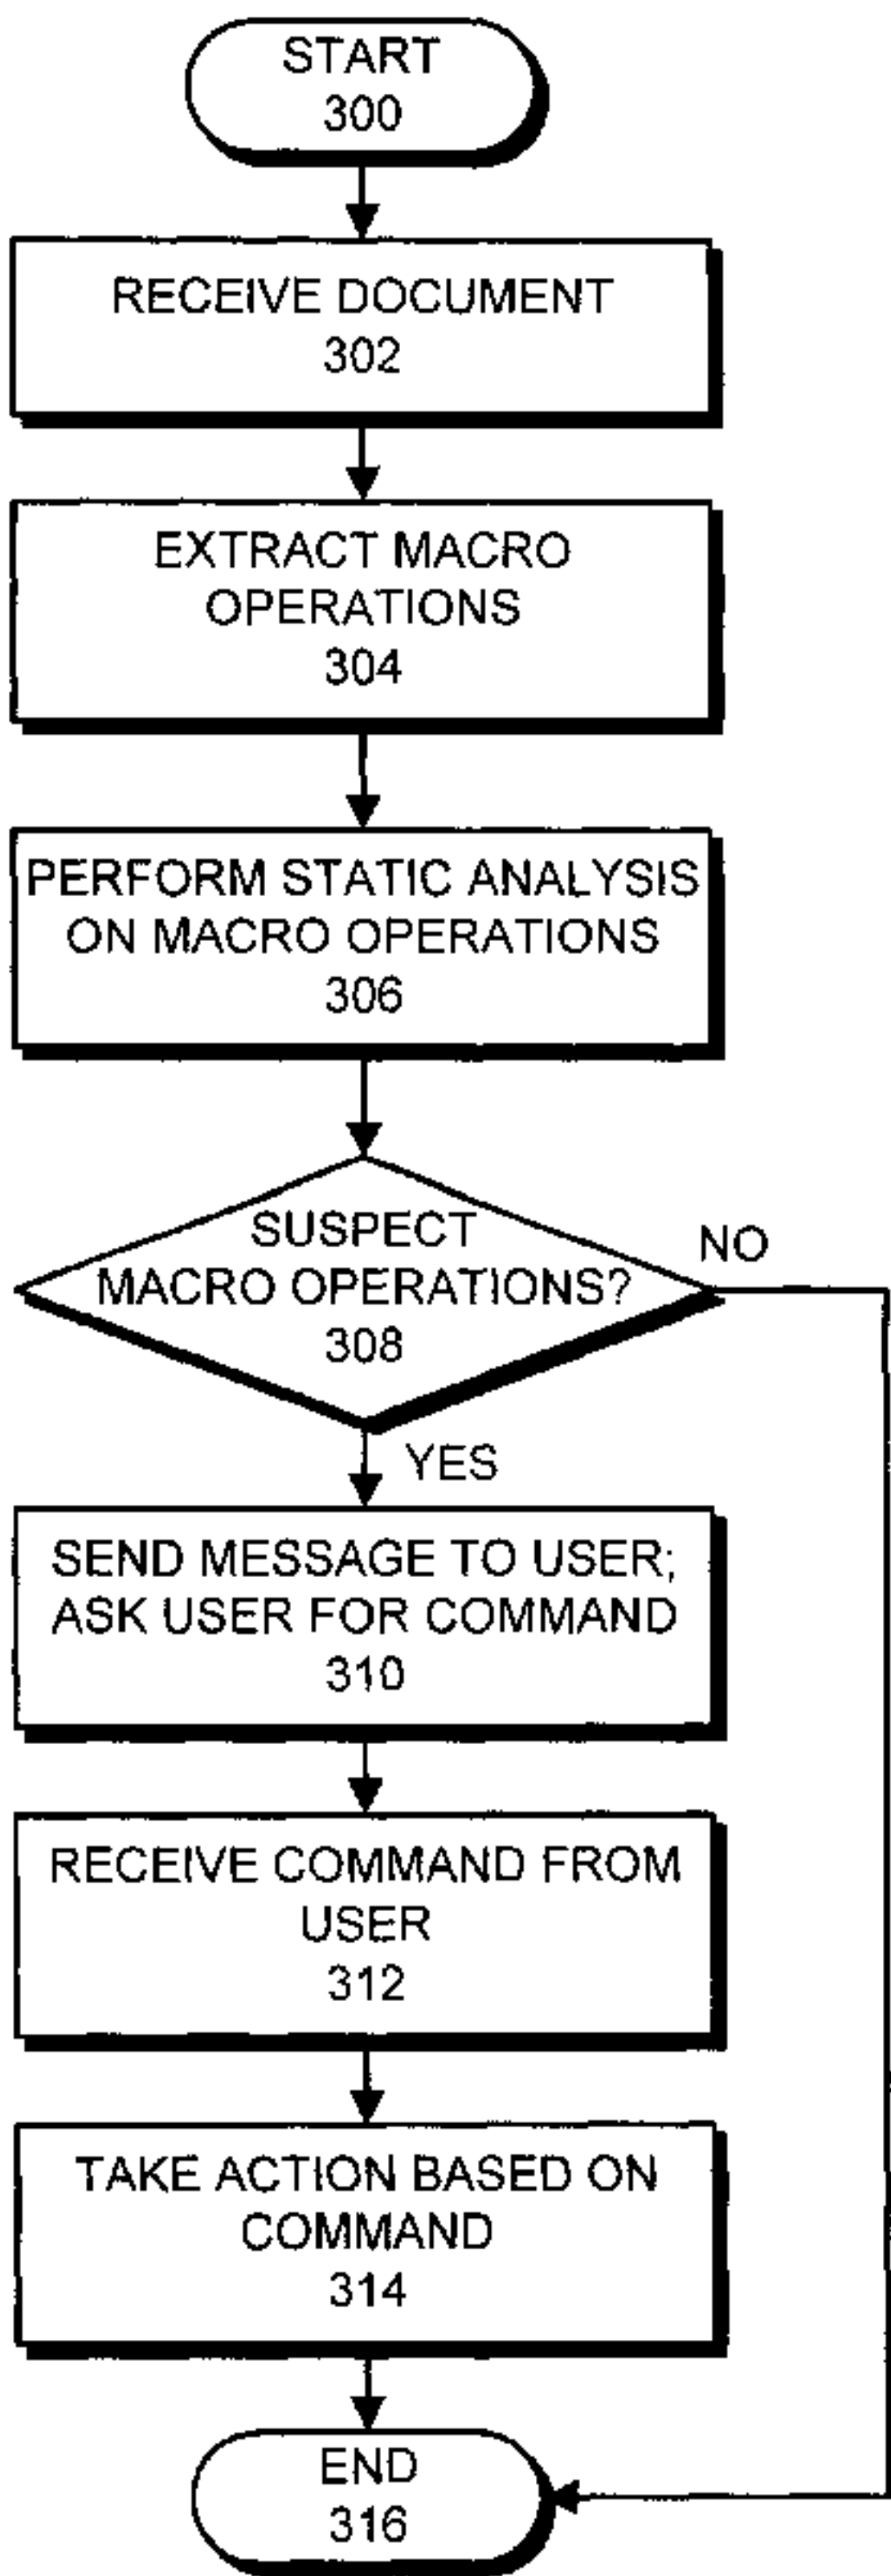 START
300
RECEIVE DOCUMENT
302
EXTRACT MACRO
OPERATIONS
304
PERFORM STATIC ANALYSIS
ON MACRO OPERATIONS
306
SUSPECT
MACRO OPERATIONS?
308
NO
YES
SEND MESSAGE TO USER;
ASK USER FOR COMMAND
310
RECEIVE COMMAND FROM
USER
312
TAKE ACTION BASED ON
COMMAND
314
END
316